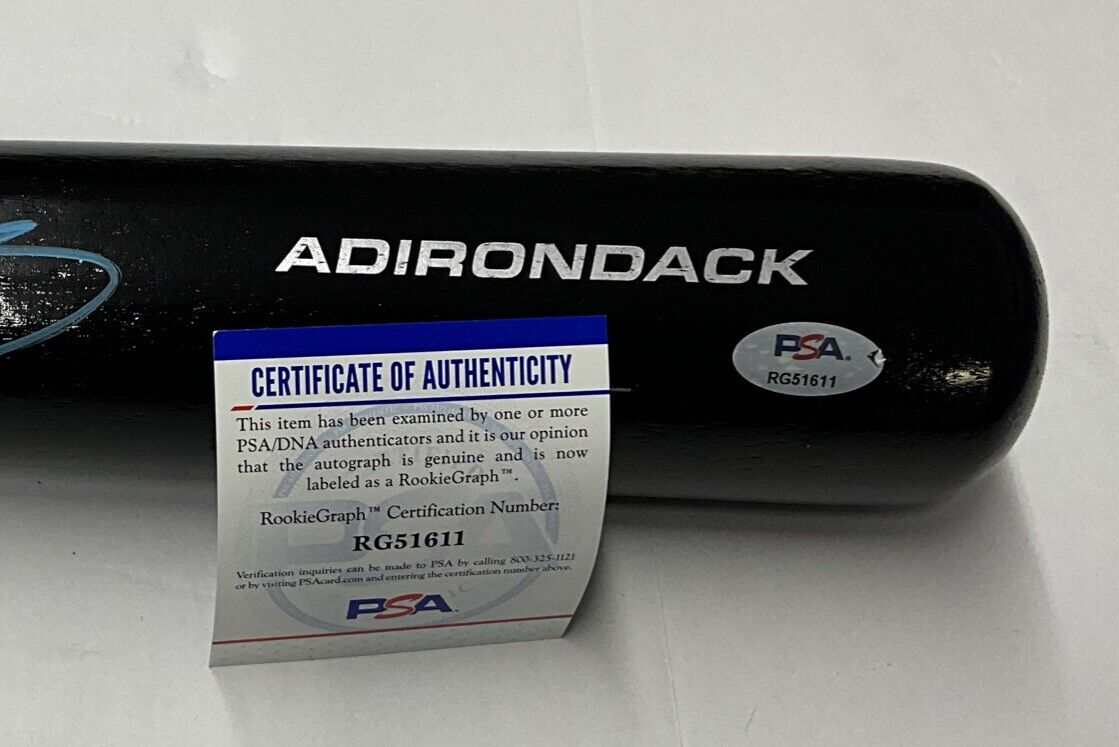 ADIRONDACK
PSA.
RG51611
CERTIFICATE OF AUTHENTICITY
This item has been examined by one or more
PSA/DNA authenticators and it is our opinion
that the autograph is genuine and is now
labeled as a RookieGraph™.
RookieGraph™ Certification Number:
RG51611
Verification inquiries can be made to PSA by calling 800-325-1121
or by visiting PSAcard.com and entering the certification number above.
PSA.